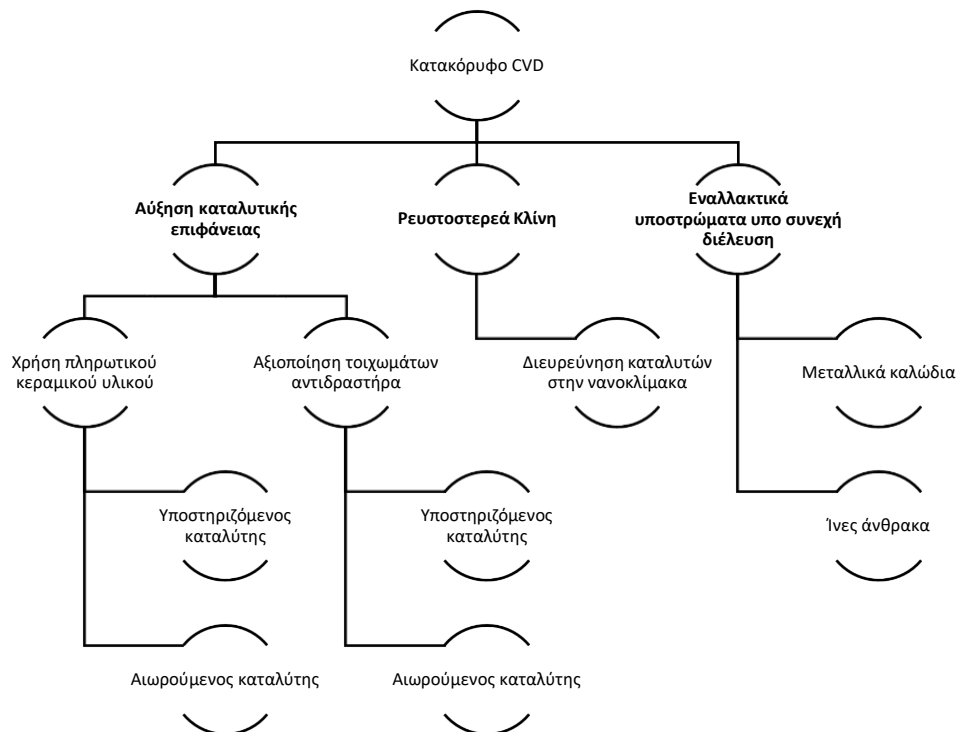 Κατακόρυφο CVD
Αύξηση καταλυτικής
επιφάνειας
Ρευστοστερεά Κλίνη
Εναλλακτικά
υποστρώματα υπο συνεχή
διέλευση
Χρήση πληρωτικού
κεραμικού υλικού
Αξιοποίηση τοιχωμάτων
αντιδραστήρα
Διευρεύνηση καταλυτών
στην νανοκλίμακα
Μεταλλικά καλώδια
Υποστηριζόμενος
καταλύτης
Υποστηριζόμενος
καταλύτης
Ίνες άνθρακα
Αιωρούμενος καταλύτης
Αιωρούμενος καταλύτης